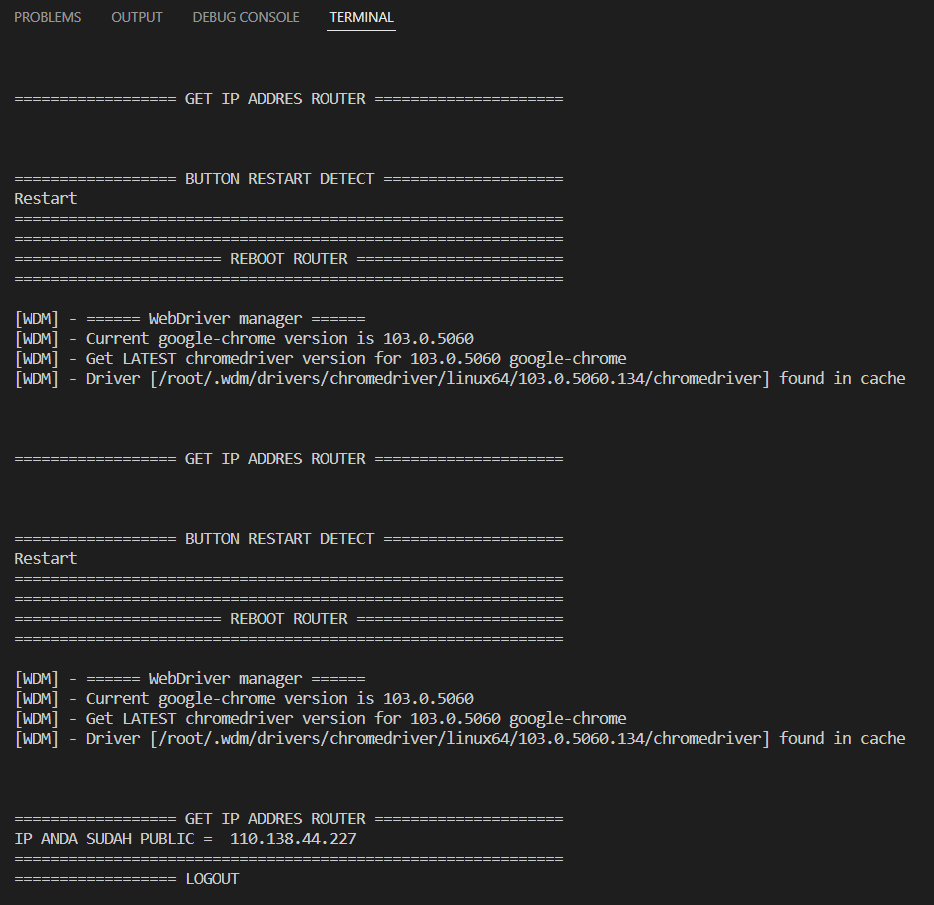 PROBLEMS OUTPUT DEBUG CONSOLE TERMINAL
================== GET IP ADDRES ROUTER =====================
================== BUTTON RESTART DETECT ====================
Restart
=============================================================
=============================================================
======================= REBOOT ROUTER =======================
=============================================================
[WDM] - ====== WebDriver manager ======
[WDM] - Current google-chrome version is 103.0.5060
[WDM] - Get LATEST chromedriver version for 103.0.5060 google-chrome
[WDM] - Driver [/root/.wdm/drivers/chromedriver/linux64/103.0.5060.134/chromedriver] found in cache
================== GET IP ADDRES ROUTER =====================
================== BUTTON RESTART DETECT ====================
Restart
=============================================================
=============================================================
======================= REBOOT ROUTER =======================
=============================================================
[WDM] - ====== WebDriver manager ======
[WDM] - Current google-chrome version is 103.0.5060
[WDM] - Get LATEST chromedriver version for 103.0.5060 google-chrome
[WDM] - Driver [/root/.wdm/drivers/chromedriver/linux64/103.0.5060.134/chromedriver] found in cache
================== GET IP ADDRES ROUTER =====================
IP ANDA SUDAH PUBLIC =  110.138.44.227
=============================================================
================== LOGOUT